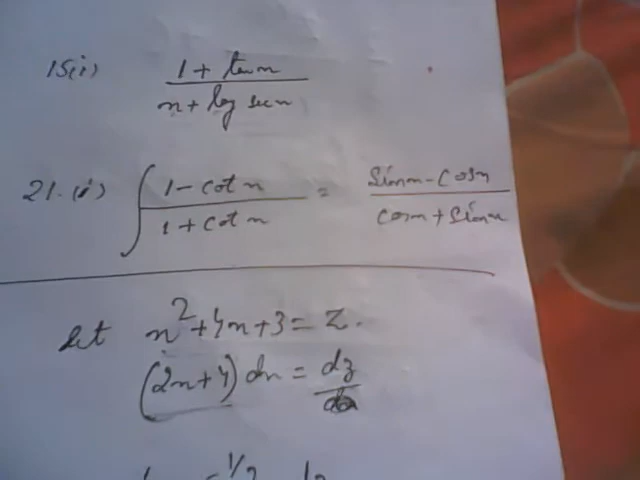 15(i) (1 + tan x) / (x + log sec x)
21.(i) ∫ (1 - cot x) / (1 + cot x) = (sin x - cos x) / (cos x + sin x)
let x² + 4x + 3 = z.
(2x + 4) dx = dz